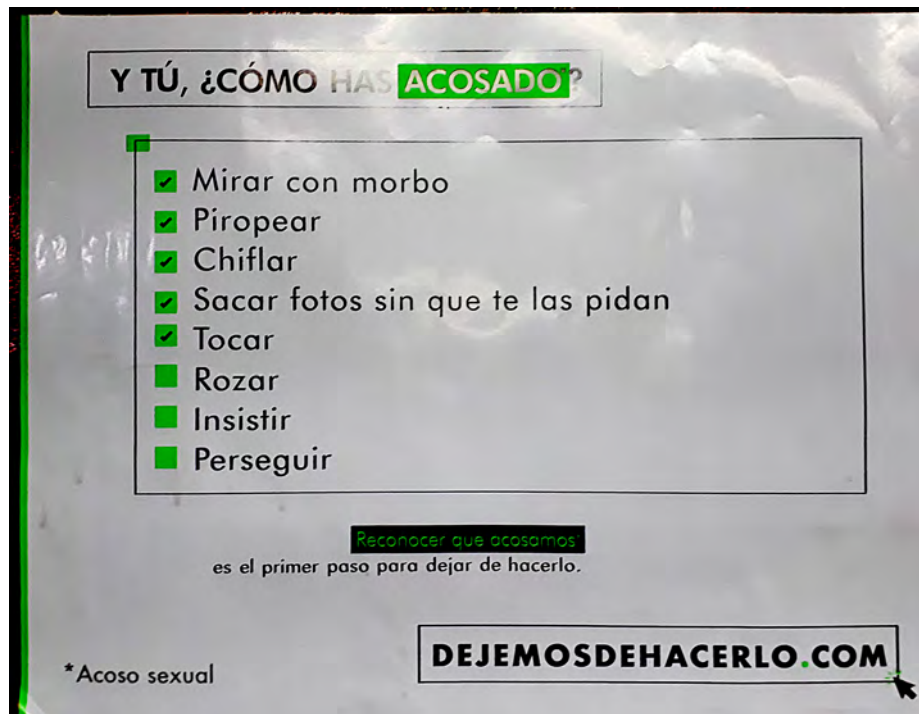 Y TÚ, ¿CÓMO HAS ACOSADO*?
Mirar con morbo
Piropear
Chiflar
Sacar fotos sin que te las pidan
Tocar
Rozar
Insistir
Perseguir
Reconocer que acosamos*
es el primer paso para dejar de hacerlo.
DEJEMOSDEHACERLO.COM
*Acoso sexual